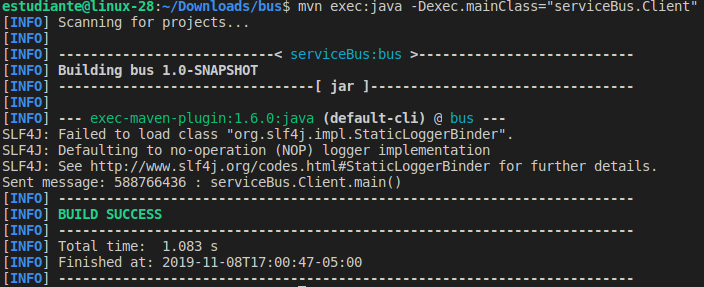 estudiante@linux-28:~/Downloads/bus$ mvn exec:java -Dexec.mainClass="serviceBus.Client"
[INFO] Scanning for projects...
[INFO]
[INFO] ----------------------------< serviceBus:bus >----------------------------
[INFO] Building bus 1.0-SNAPSHOT
[INFO] --------------------------------[ jar ]---------------------------------
[INFO]
[INFO] --- exec-maven-plugin:1.6.0:java (default-cli) @ bus ---
SLF4J: Failed to load class "org.slf4j.impl.StaticLoggerBinder".
SLF4J: Defaulting to no-operation (NOP) logger implementation
SLF4J: See http://www.slf4j.org/codes.html#StaticLoggerBinder for further details.
Sent message: 588766436 : serviceBus.Client.main()
[INFO] ------------------------------------------------------------------------
[INFO] BUILD SUCCESS
[INFO] ------------------------------------------------------------------------
[INFO] Total time:  1.083 s
[INFO] Finished at: 2019-11-08T17:00:47-05:00
[INFO] ------------------------------------------------------------------------